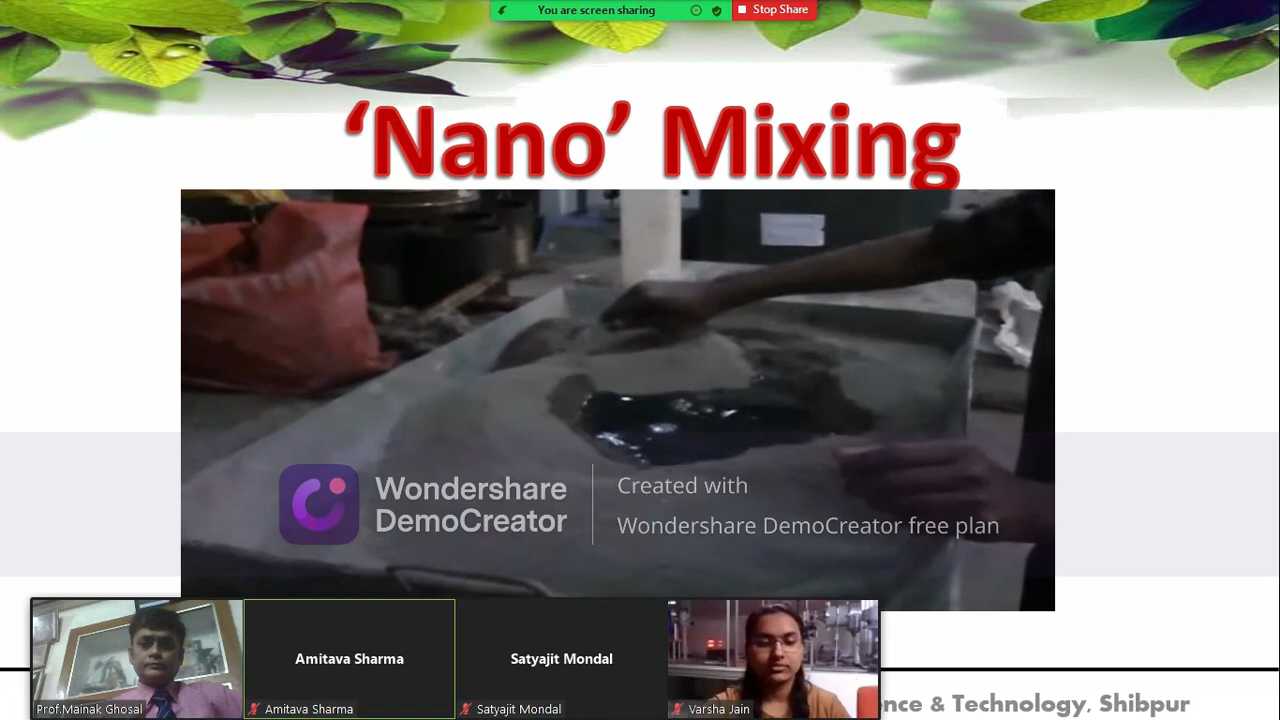 You are screen sharing
Stop Share
‘Nano’ Mixing
Wondershare
DemoCreator
Created with
Wondershare DemoCreator free plan
Amitava Sharma
Satyajit Mondal
Prof.Mainak Ghosal
Amitava Sharma
Satyajit Mondal
Varsha Jain
& Technology, Shibpur